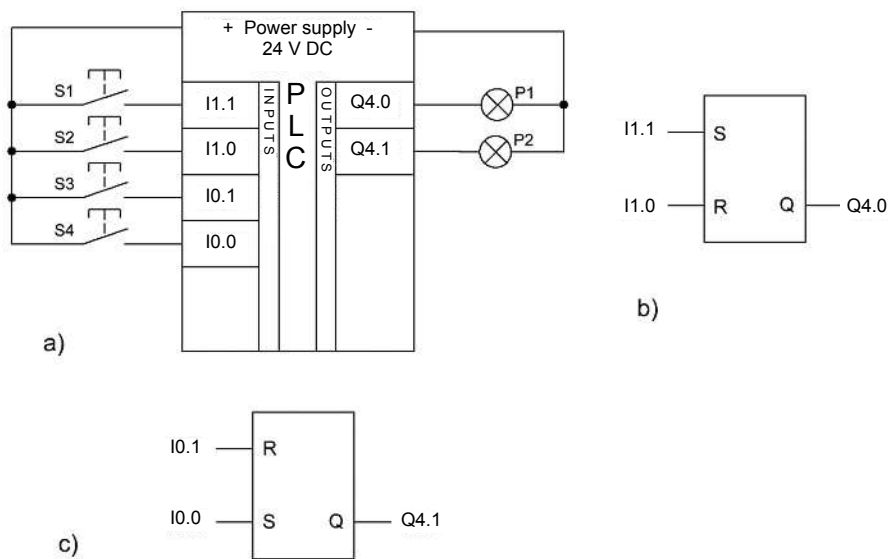 + Power supply -
24 V DC
S1
I1.1
INPUTS
PLC
OUTPUTS
Q4.0
P1
S2
I1.0
Q4.1
P2
S3
I0.1
S4
I0.0
a)
I1.1
S
I1.0
R
Q
Q4.0
b)
I0.1
R
I0.0
S
Q
Q4.1
c)